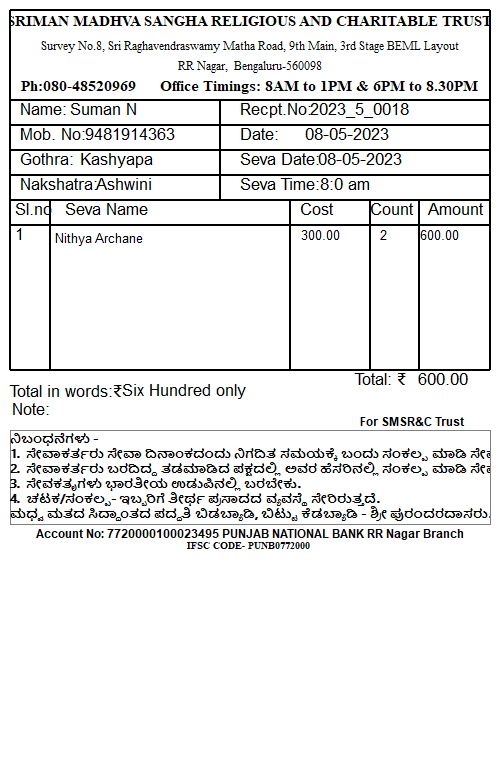 SRIMAN MADHVA SANGHA RELIGIOUS AND CHARITABLE TRUST
Survey No.8, Sri Raghavendraswamy Matha Road, 9th Main, 3rd Stage BEML Layout
RR Nagar, Bengaluru-560098
Ph:080-48520969 Office Timings: 8AM to 1PM & 6PM to 8.30PM
Name: Suman N Recpt.No:2023_5_0018
Mob. No:9481914363 Date: 08-05-2023
Gothra: Kashyapa Seva Date:08-05-2023
Nakshatra:Ashwini Seva Time:8:0 am
Sl.no Seva Name Cost Count Amount
1 Nithya Archane 300.00 2 600.00
Total: ₹ 600.00
Total in words:₹Six Hundred only
Note:
For SMSR&C Trust
ನಿಬಂಧನೆಗಳು -
1. ಸೇವಾಕರ್ತರು ಸೇವಾ ದಿನಾಂಕದಂದು ನಿಗದಿತ ಸಮಯಕ್ಕೆ ಬಂದು ಸಂಕಲ್ಪ ಮಾಡಿ ಸೇವ
2. ಸೇವಾಕರ್ತರು ಬರದಿದ್ದ ತಡಮಾಡಿದ ಪಕ್ಷದಲ್ಲಿ ಅವರ ಹೆಸರಿನಲ್ಲಿ ಸಂಕಲ್ಪ ಮಾಡಿ ಸೇವ
3. ಸೇವಕತೃಗಳು ಭಾರತೀಯ ಉಡುಪಿನಲ್ಲಿ ಬರಬೇಕು.
4. ಚಟಕ/ಸಂಕಲ್ಪ- ಇಬ್ಬರಿಗೆ ತೀರ್ಥ ಪ್ರಸಾದದ ವ್ಯವಸ್ಥೆ ಸೇರಿರುತ್ತದೆ.
ಮಧ್ವ ಮತದ ಸಿದ್ಧಾಂತದ ಪದ್ಧತಿ ಬಿಡಬ್ಯಾಡಿ, ಬಿಟ್ಟು ಕೆಡಬ್ಯಾಡಿ - ಶ್ರೀ ಪುರಂದರದಾಸರು.
Account No: 7720000100023495 PUNJAB NATIONAL BANK RR Nagar Branch
IFSC CODE- PUNB0772000